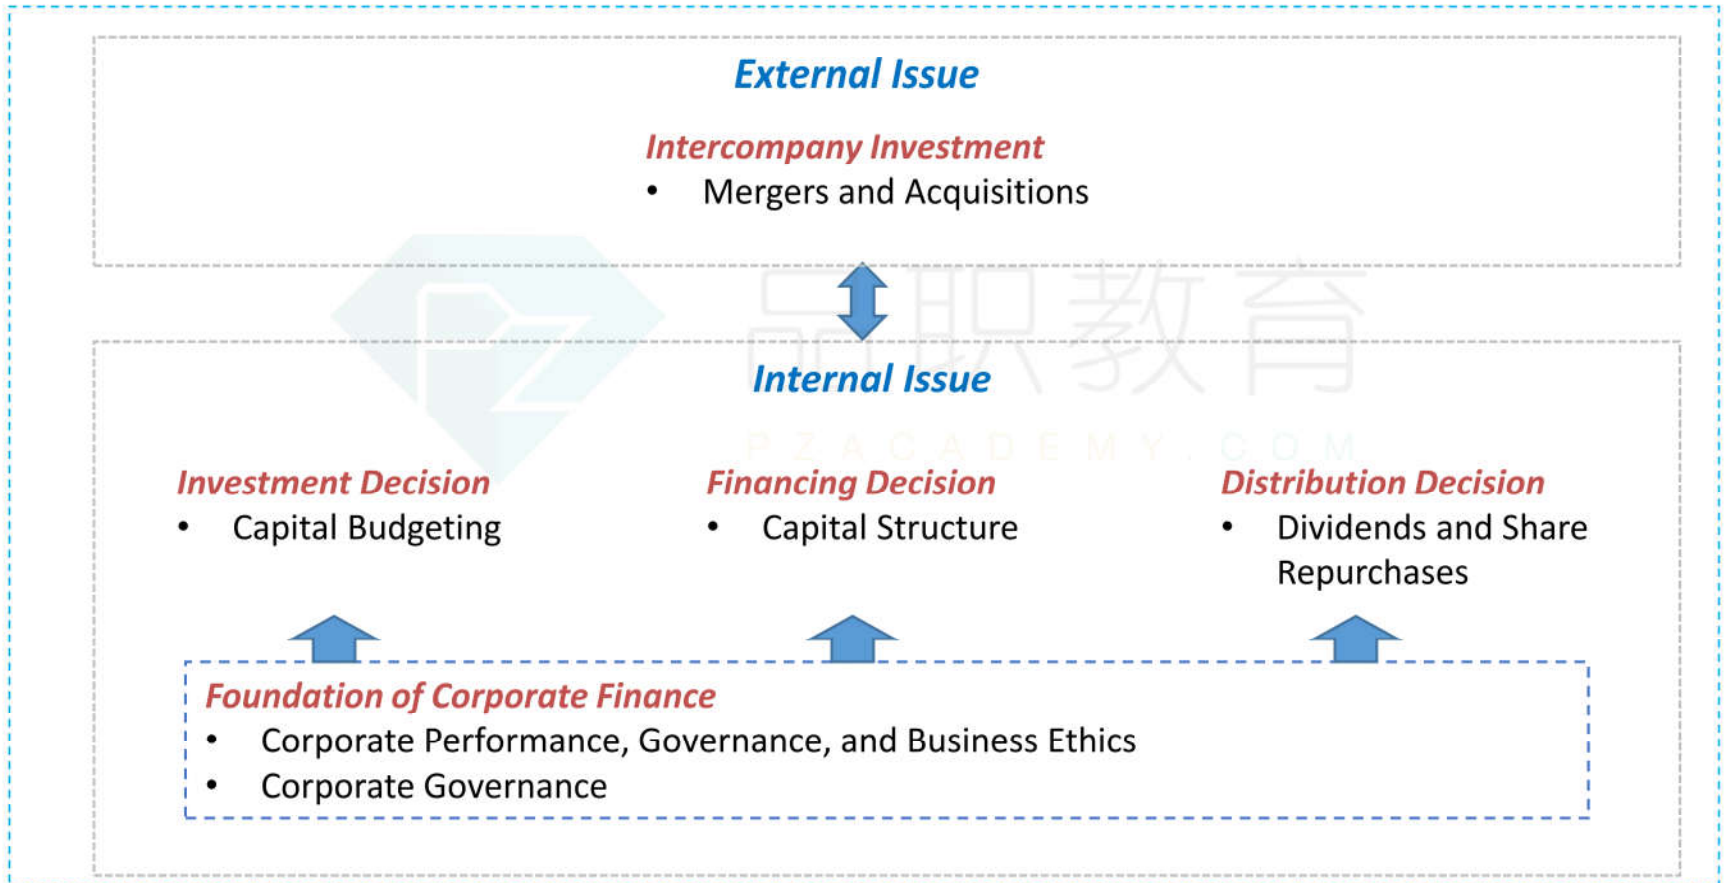 External Issue
Intercompany Investment
• Mergers and Acquisitions
品职教育
PZACADEMY.COM
PZ
Internal Issue
Investment Decision
• Capital Budgeting
Financing Decision
• Capital Structure
Distribution Decision
• Dividends and Share
Repurchases
Foundation of Corporate Finance
• Corporate Performance, Governance, and Business Ethics
• Corporate Governance